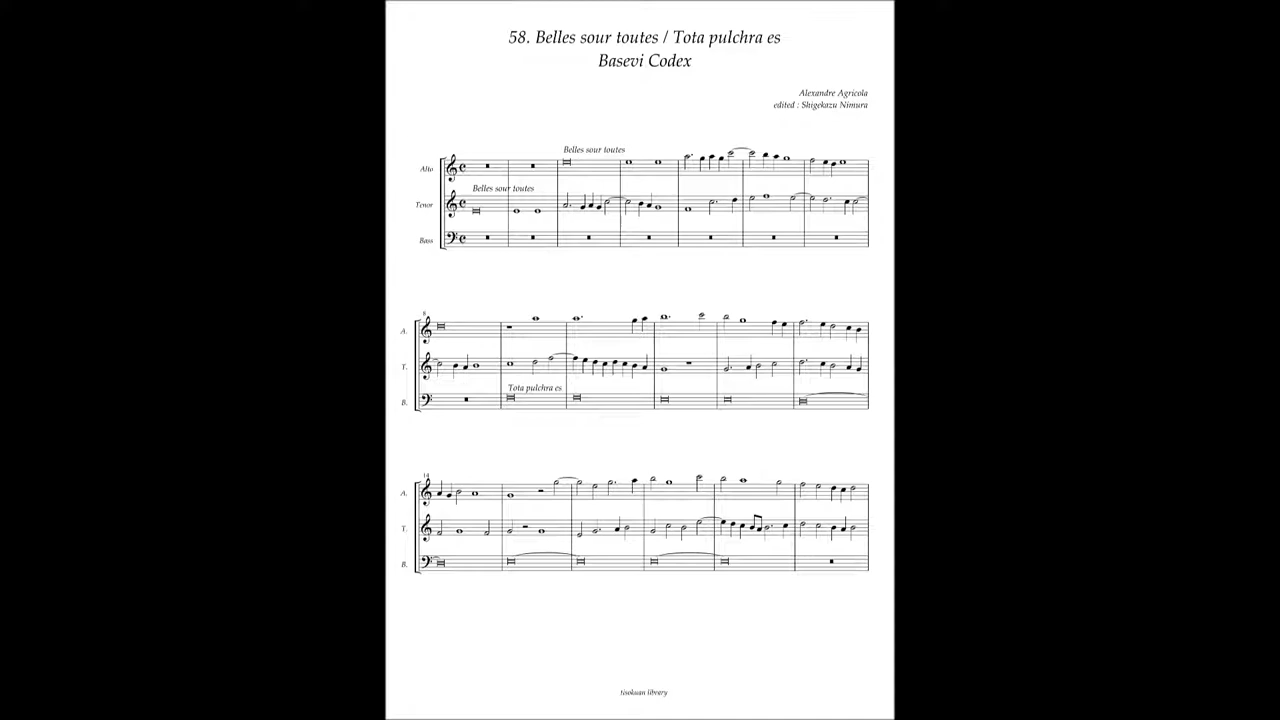 58. Belles sour toutes / Tota pulchra es
Basevi Codex
Alexandre Agricola
edited : Shigekazu Nimura
Belles sour toutes
Alto
Belles sour toutes
Tenor
Bass
8
A.
T.
Tota pulchra es
B.
14
A.
T.
B.
tisokuan library